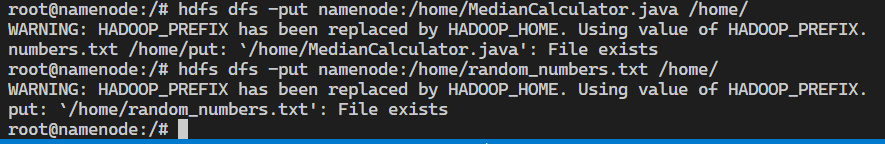 root@namenode:/# hdfs dfs -put namenode:/home/MedianCalculator.java /home/
WARNING: HADOOP_PREFIX has been replaced by HADOOP_HOME. Using value of HADOOP_PREFIX.
numbers.txt /home/put: `/home/MedianCalculator.java': File exists
root@namenode:/# hdfs dfs -put namenode:/home/random_numbers.txt /home/
WARNING: HADOOP_PREFIX has been replaced by HADOOP_HOME. Using value of HADOOP_PREFIX.
put: `/home/random_numbers.txt': File exists
root@namenode:/#